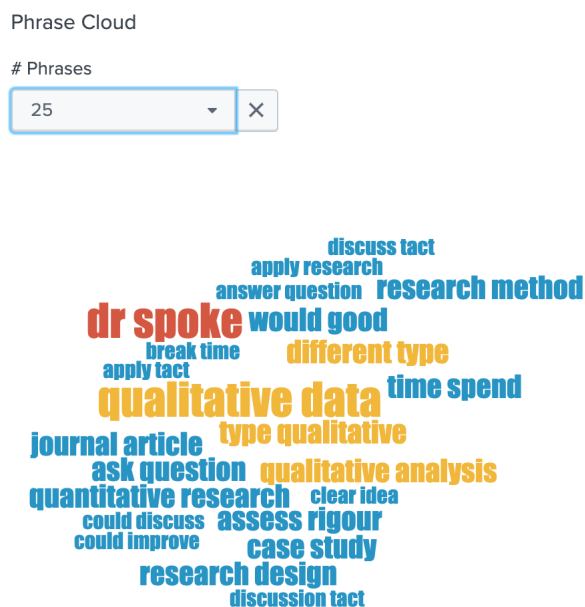 Phrase Cloud
# Phrases
25
discuss tact
apply research
answer question
research method
dr spoke
would good
break time
different type
apply tact
qualitative data
time spend
type qualitative
journal article
ask question
qualitative analysis
quantitative research
clear idea
could discuss
assess rigour
could improve
case study
research design
discussion tact